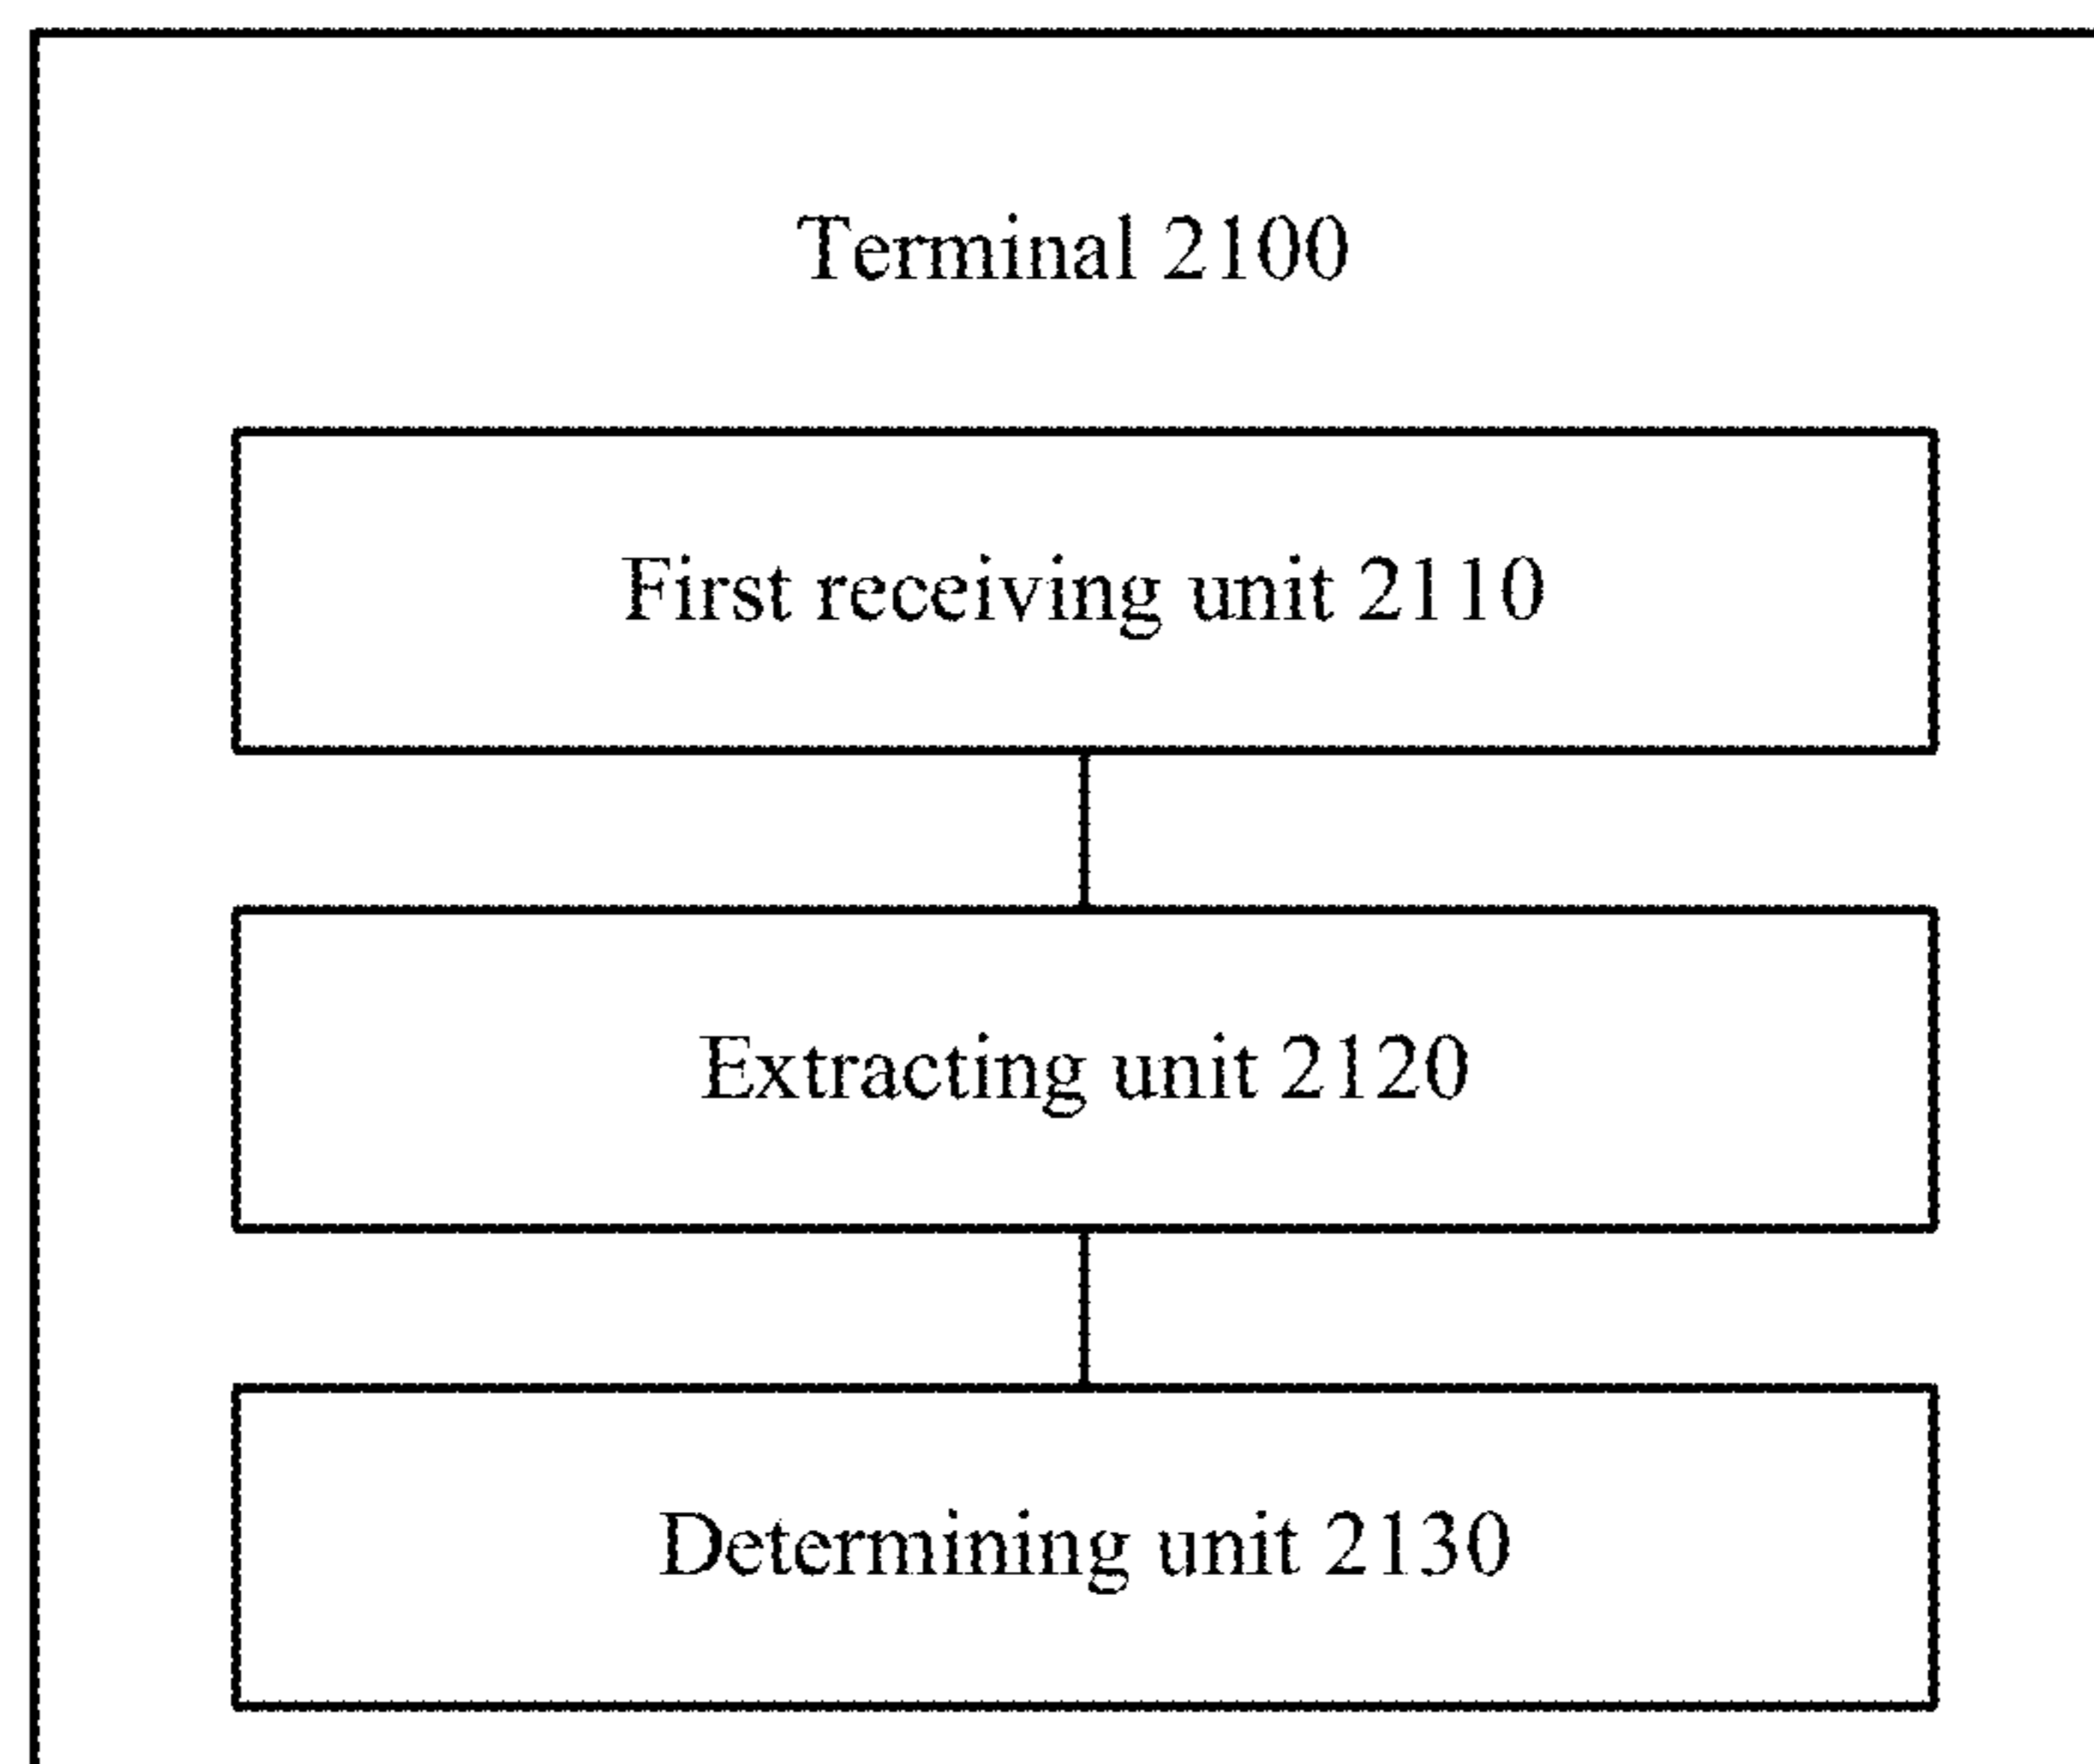 Terminal 2100
First receiving unit 2110
Extracting unit 2120
Determining unit 2130